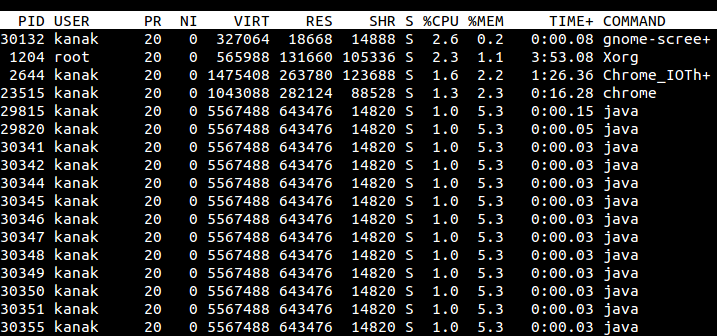 PID USER PR NI VIRT RES SHR S %CPU %MEM TIME+ COMMAND
30132 kanak 20 0 327064 18668 14888 S 2.6 0.2 0:00.08 gnome-scree+
1204 root 20 0 565988 131660 105336 S 2.3 1.1 3:53.08 Xorg
2644 kanak 20 0 1475408 263780 123688 S 1.6 2.2 1:26.36 Chrome_IOTh+
23515 kanak 20 0 1043088 282124 88528 S 1.3 2.3 0:16.28 chrome
29815 kanak 20 0 5567488 643476 14820 S 1.0 5.3 0:00.15 java
29820 kanak 20 0 5567488 643476 14820 S 1.0 5.3 0:00.05 java
30341 kanak 20 0 5567488 643476 14820 S 1.0 5.3 0:00.03 java
30342 kanak 20 0 5567488 643476 14820 S 1.0 5.3 0:00.03 java
30344 kanak 20 0 5567488 643476 14820 S 1.0 5.3 0:00.03 java
30345 kanak 20 0 5567488 643476 14820 S 1.0 5.3 0:00.03 java
30346 kanak 20 0 5567488 643476 14820 S 1.0 5.3 0:00.03 java
30347 kanak 20 0 5567488 643476 14820 S 1.0 5.3 0:00.03 java
30348 kanak 20 0 5567488 643476 14820 S 1.0 5.3 0:00.03 java
30349 kanak 20 0 5567488 643476 14820 S 1.0 5.3 0:00.03 java
30350 kanak 20 0 5567488 643476 14820 S 1.0 5.3 0:00.03 java
30351 kanak 20 0 5567488 643476 14820 S 1.0 5.3 0:00.03 java
30355 kanak 20 0 5567488 643476 14820 S 1.0 5.3 0:00.03 java